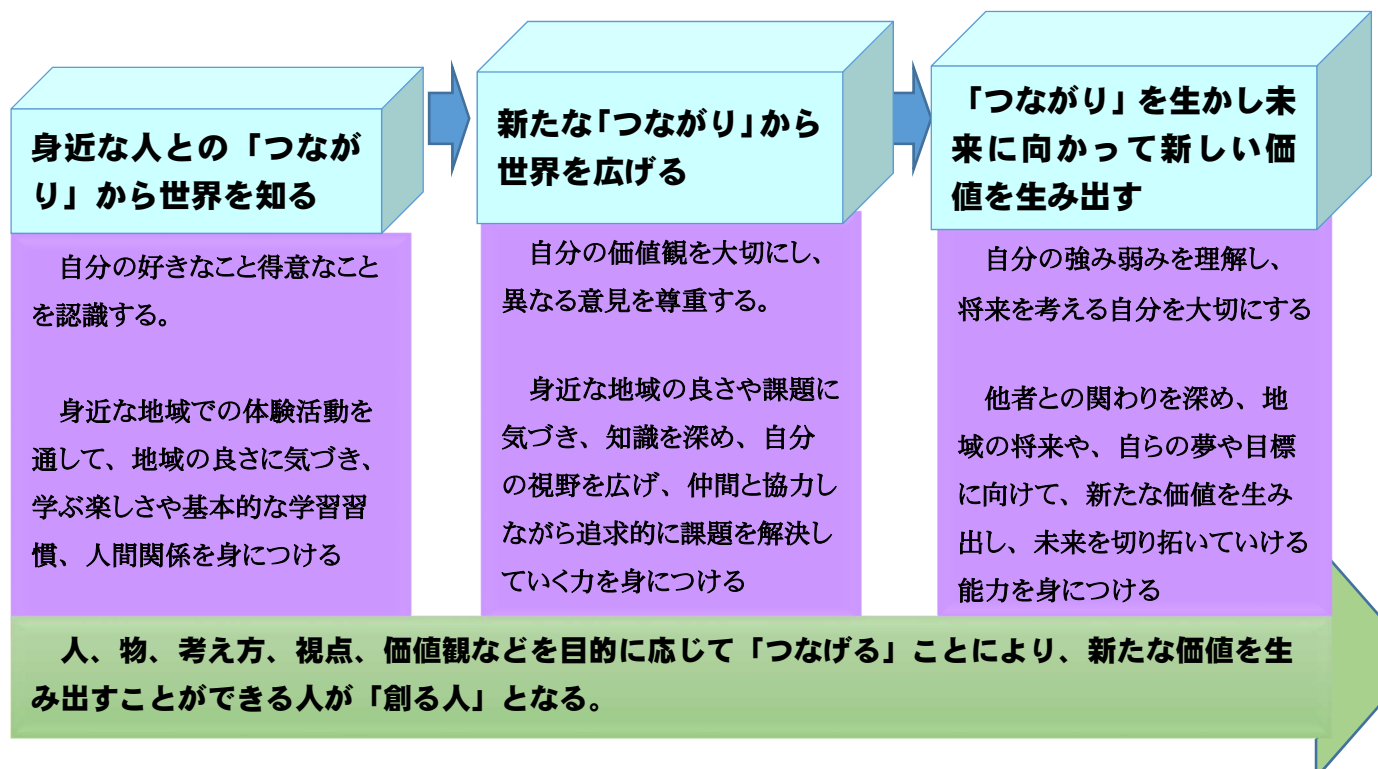 身近な人との「つなが
り」から世界を知る
自分の好きなこと得意なこと
を認識する。
身近な地域での体験活動を
通して、地域の良さに気づき、
学ぶ楽しさや基本的な学習習
慣、人間関係を身につける
新たな「つながり」から
世界を広げる
自分の価値観を大切にし、
異なる意見を尊重する。
身近な地域の良さや課題に
気づき、知識を深め、自分
の視野を広げ、仲間と協力し
ながら追求的に課題を解決し
ていく力を身につける
「つながり」を生かし未
来に向かって新しい価
値を生み出す
自分の強み弱みを理解し、
将来を考える自分を大切にする
他者との関わりを深め、地
域の将来や、自らの夢や目標
に向けて、新たな価値を生み
出し、未来を切り拓いていける
能力を身につける
人、物、考え方、視点、価値観などを目的に応じて「つなげる」ことにより、新たな価値を生
み出すことができる人が「創る人」となる。